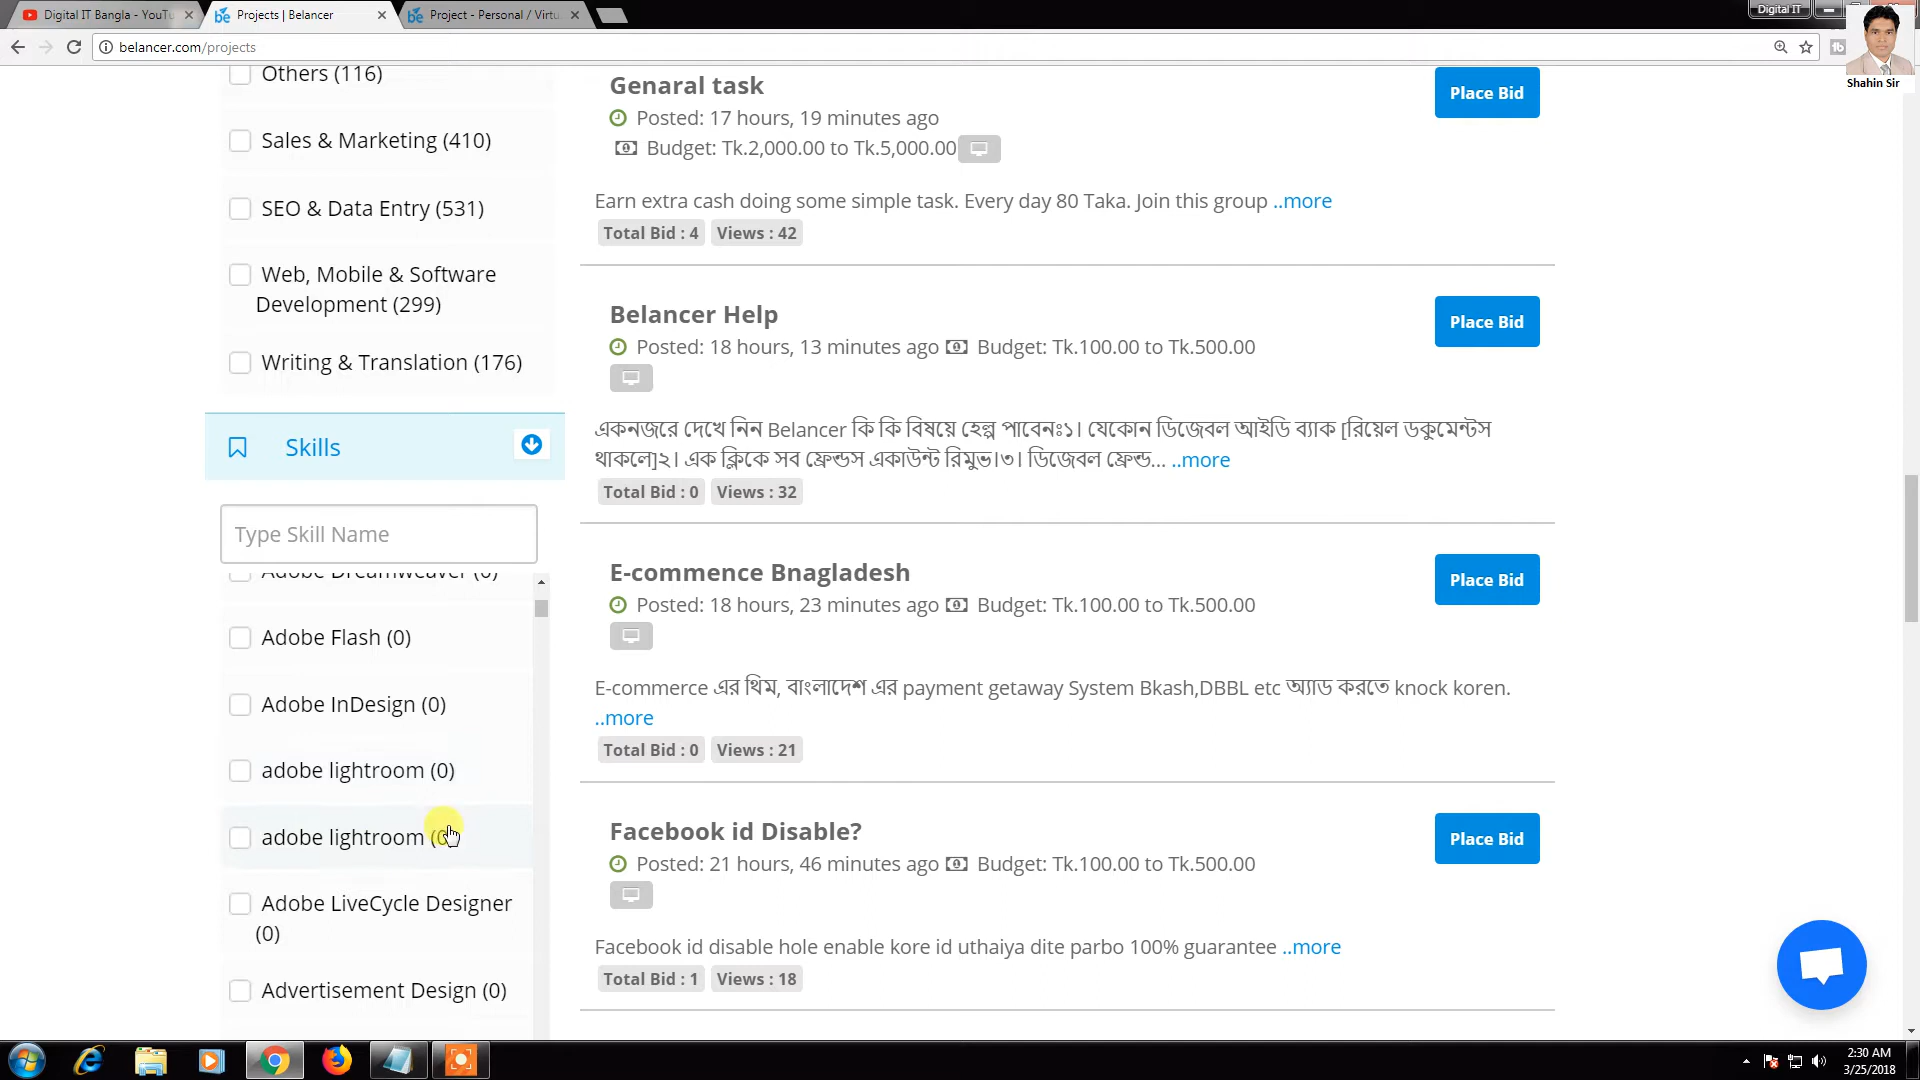 Digital IT Bangla - YouTu
Projects | Belancer
Project - Personal / Virtu
Digital IT
belancer.com/projects
Shahin Sir
Others (116)
Sales & Marketing (410)
SEO & Data Entry (531)
Web, Mobile & Software
Development (299)
Writing & Translation (176)
Skills
Type Skill Name
Adobe Dreamweaver (0)
Adobe Flash (0)
Adobe InDesign (0)
adobe lightroom (0)
adobe lightroom (0)
Adobe LiveCycle Designer
(0)
Advertisement Design (0)
Genaral task
Place Bid
Posted: 17 hours, 19 minutes ago
Budget: Tk.2,000.00 to Tk.5,000.00
Earn extra cash doing some simple task. Every day 80 Taka. Join this group ..more
Total Bid : 4 Views : 42
Belancer Help
Place Bid
Posted: 18 hours, 13 minutes ago Budget: Tk.100.00 to Tk.500.00
একনজরে দেখে নিন Belancer কি কি বিষয়ে হেল্প পাবেনঃ১। যেকোন ডিজেবল আইডি ব্যাক [রিয়েল ডকুমেন্টস
থাকলে]২। এক ক্লিকে সব ফ্রেন্ডস একাউন্ট রিমুভ।৩। ডিজেবল ফ্রেন্ড... ..more
Total Bid : 0 Views : 32
E-commence Bnagladesh
Place Bid
Posted: 18 hours, 23 minutes ago Budget: Tk.100.00 to Tk.500.00
E-commerce এর থিম, বাংলাদেশ এর payment getaway System Bkash,DBBL etc অ্যাড করতে knock koren.
..more
Total Bid : 0 Views : 21
Facebook id Disable?
Place Bid
Posted: 21 hours, 46 minutes ago Budget: Tk.100.00 to Tk.500.00
Facebook id disable hole enable kore id uthaiya dite parbo 100% guarantee ..more
Total Bid : 1 Views : 18
2:30 AM
3/25/2018